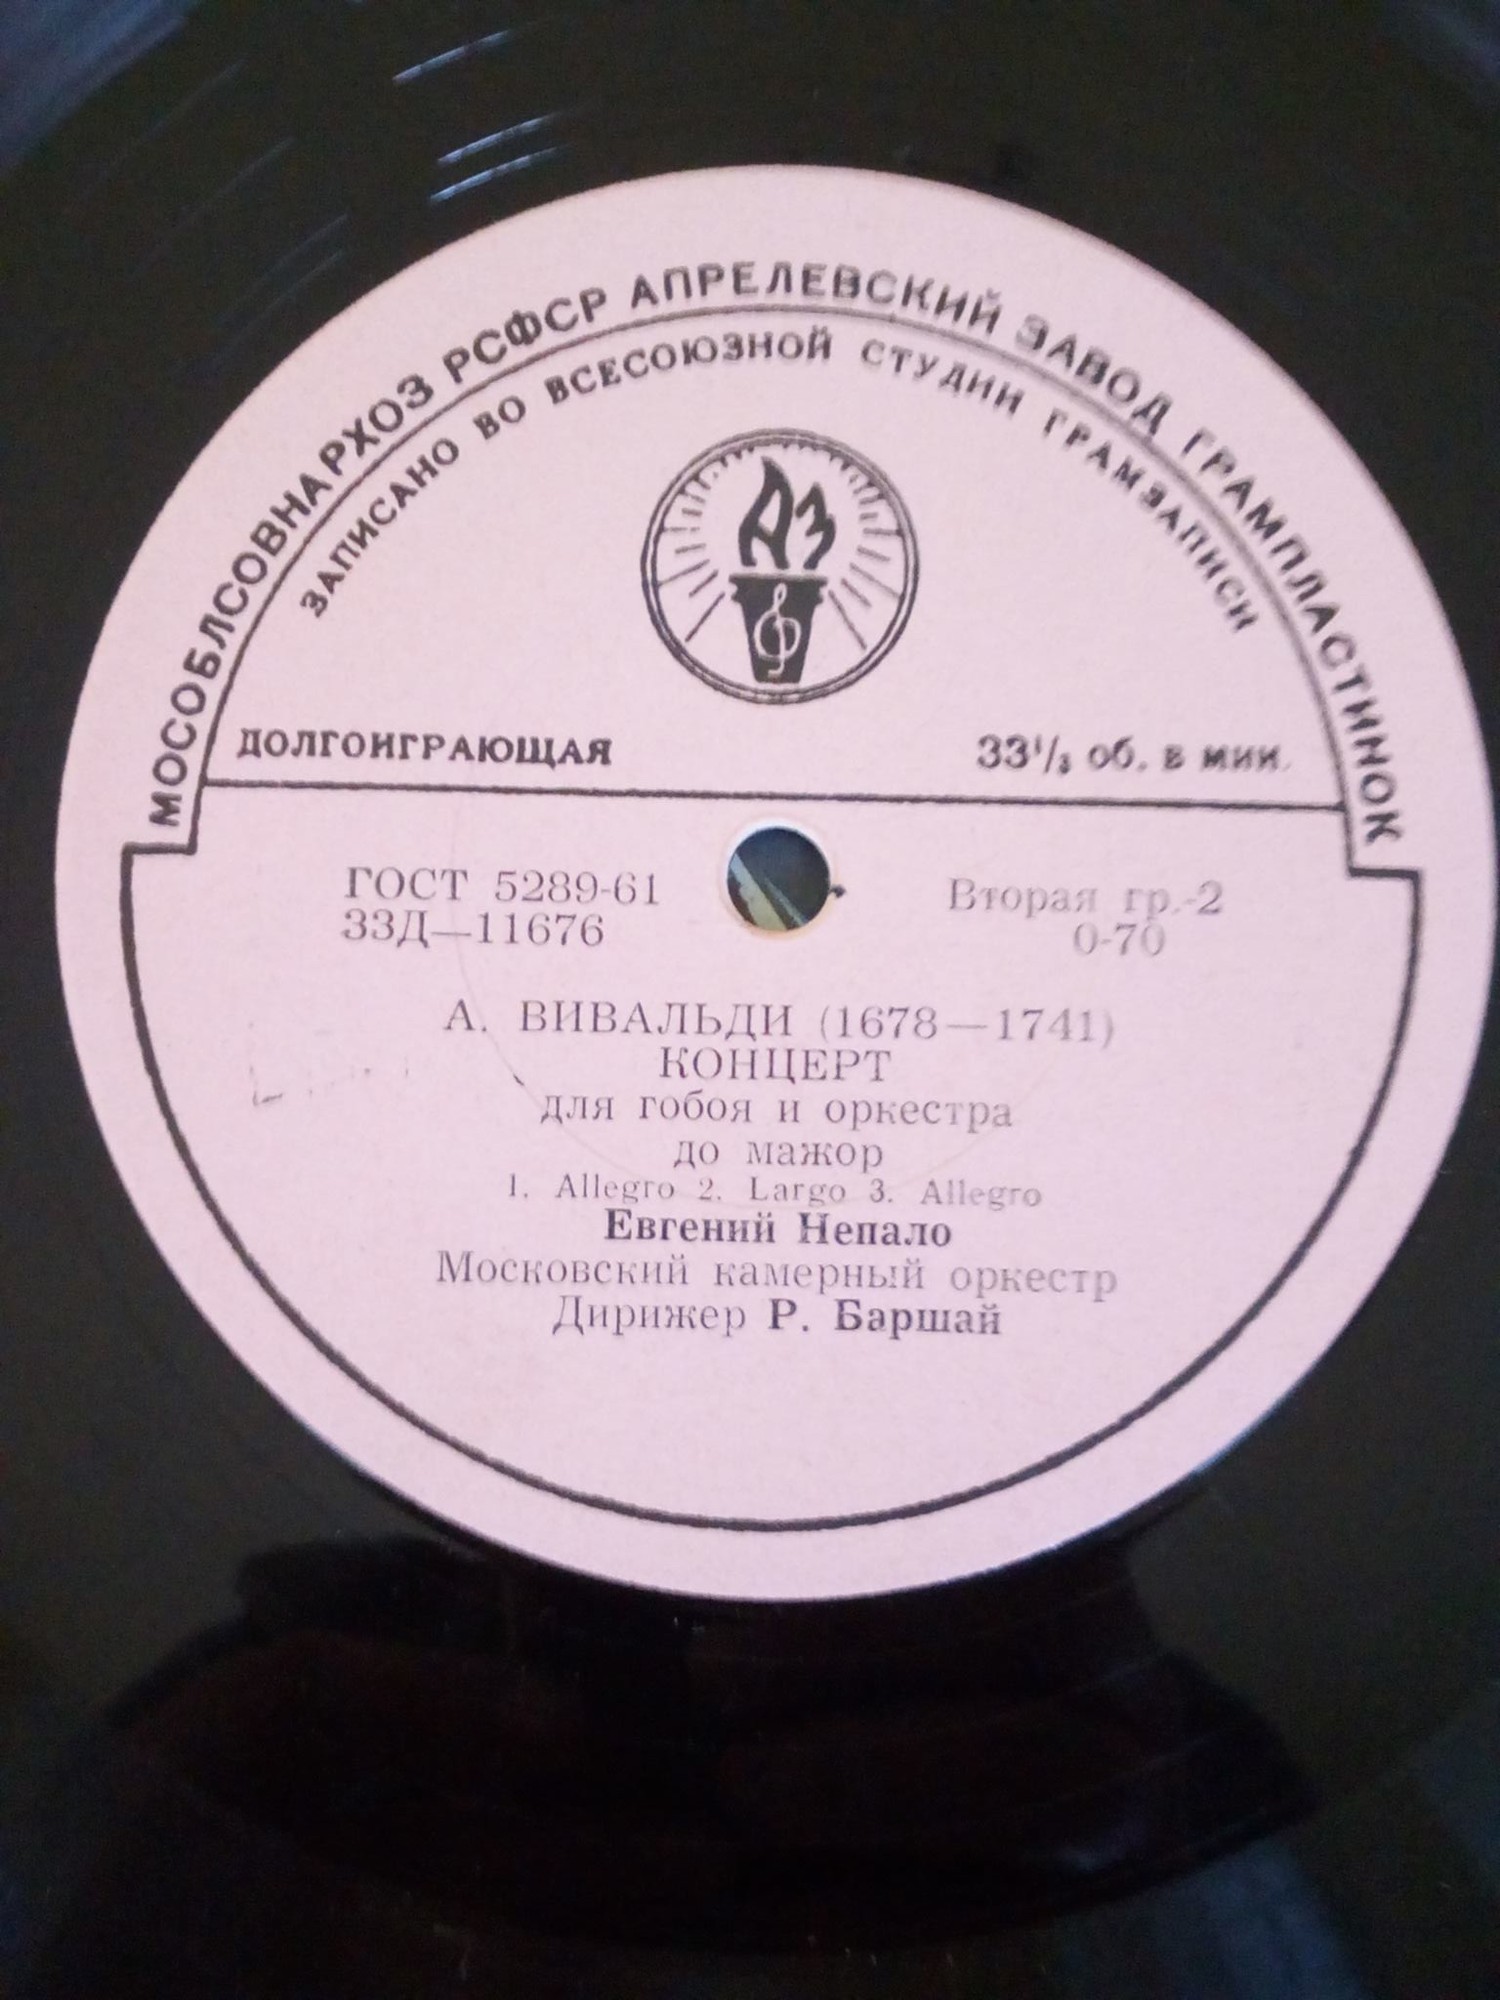 МОСОБЛСОВНАРХОЗ РСФСР АПРЕЛЕВСКИЙ ЗАВОД ГРАМПЛАСТИНОК
ЗАПИСАНО ВО ВСЕСОЮЗНОЙ СТУДИИ ГРАМЗАПИСИ
АЗ
ДОЛГОИГРАЮЩАЯ 33⅓ об. в мин.
ГОСТ 5289-61 Вторая гр.-2
33Д—11676 0-70
А. ВИВАЛЬДИ (1678—1741)
КОНЦЕРТ
для гобоя и оркестра
до мажор
1. Allegro 2. Largo 3. Allegro
Евгений Непало
Московский камерный оркестр
Дирижер Р. Баршай